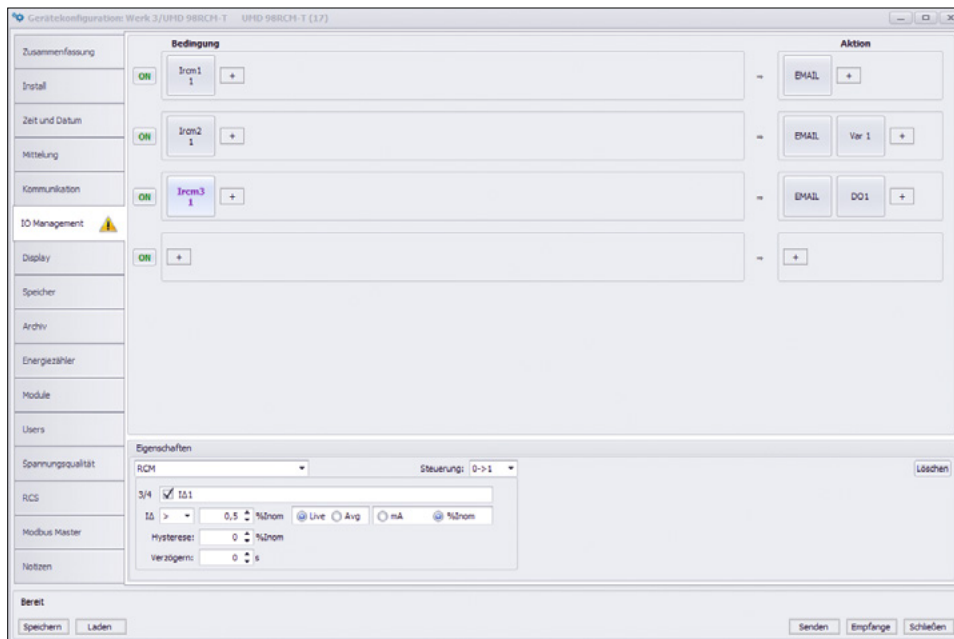 Gerätekonfiguration: Werk 3/UMD 98RCM-T UMD 98RCM-T (17)
Zusammenfassung
Install
Zeit und Datum
Mittelung
Kommunikation
IO Management
Display
Speicher
Archiv
Energiezähler
Module
Users
Spannungsqualität
RCS
Modbus Master
Notizen
Bedingung
Aktion
ON
Ircm1
1
+
⇒
EMAIL
+
ON
Ircm2
1
+
⇒
EMAIL
Var 1
+
ON
Ircm3
1
+
⇒
EMAIL
DO1
+
ON
+
⇒
+
Eigenschaften
RCM
Steuerung: 0->1
Löschen
3/4 IΔ1
IΔ > 0,5 %Inom Live Avg mA %Inom
Hysterese: 0 %Inom
Verzögern: 0 s
Bereit
Speichern Laden Senden Empfange Schließen